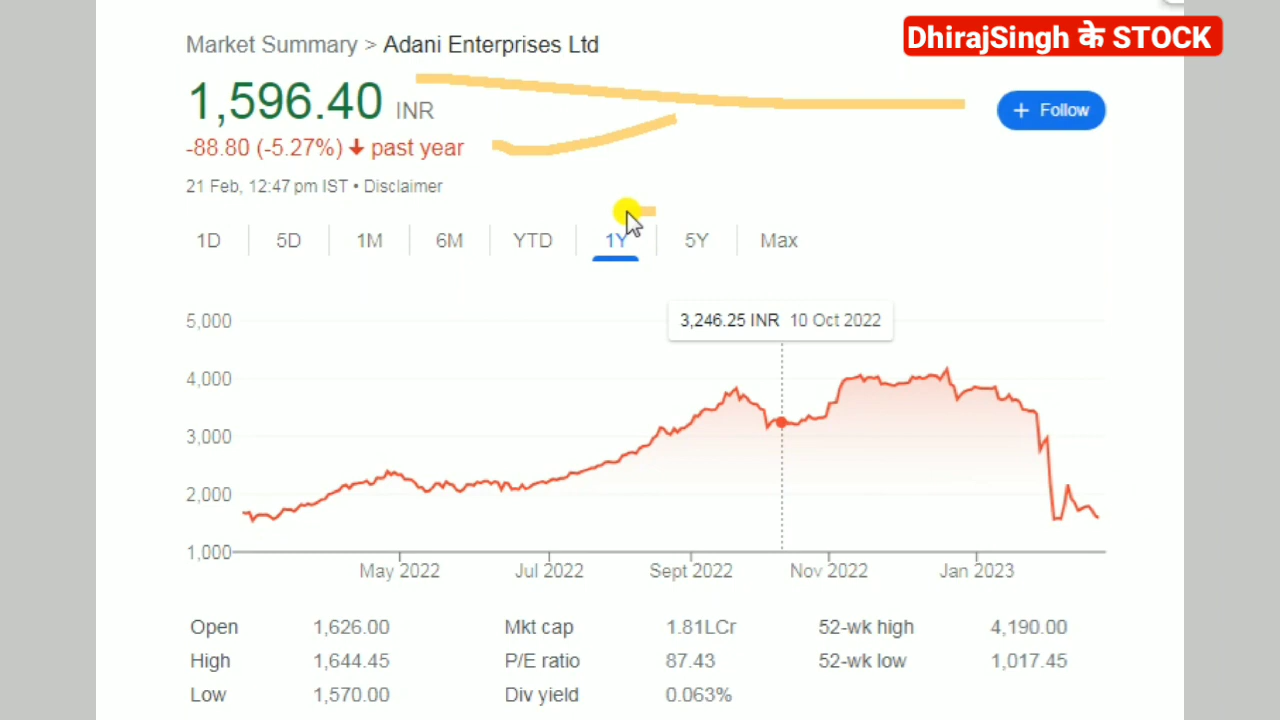 DhirajSingh के STOCK
Market Summary > Adani Enterprises Ltd
1,596.40 INR
+ Follow
-88.80 (-5.27%) ↓ past year
21 Feb, 12:47 pm IST • Disclaimer
1D 5D 1M 6M YTD 1Y 5Y Max
3,246.25 INR 10 Oct 2022
5,000
4,000
3,000
2,000
1,000
May 2022 Jul 2022 Sept 2022 Nov 2022 Jan 2023
Open 1,626.00 Mkt cap 1.81LCr 52-wk high 4,190.00
High 1,644.45 P/E ratio 87.43 52-wk low 1,017.45
Low 1,570.00 Div yield 0.063%